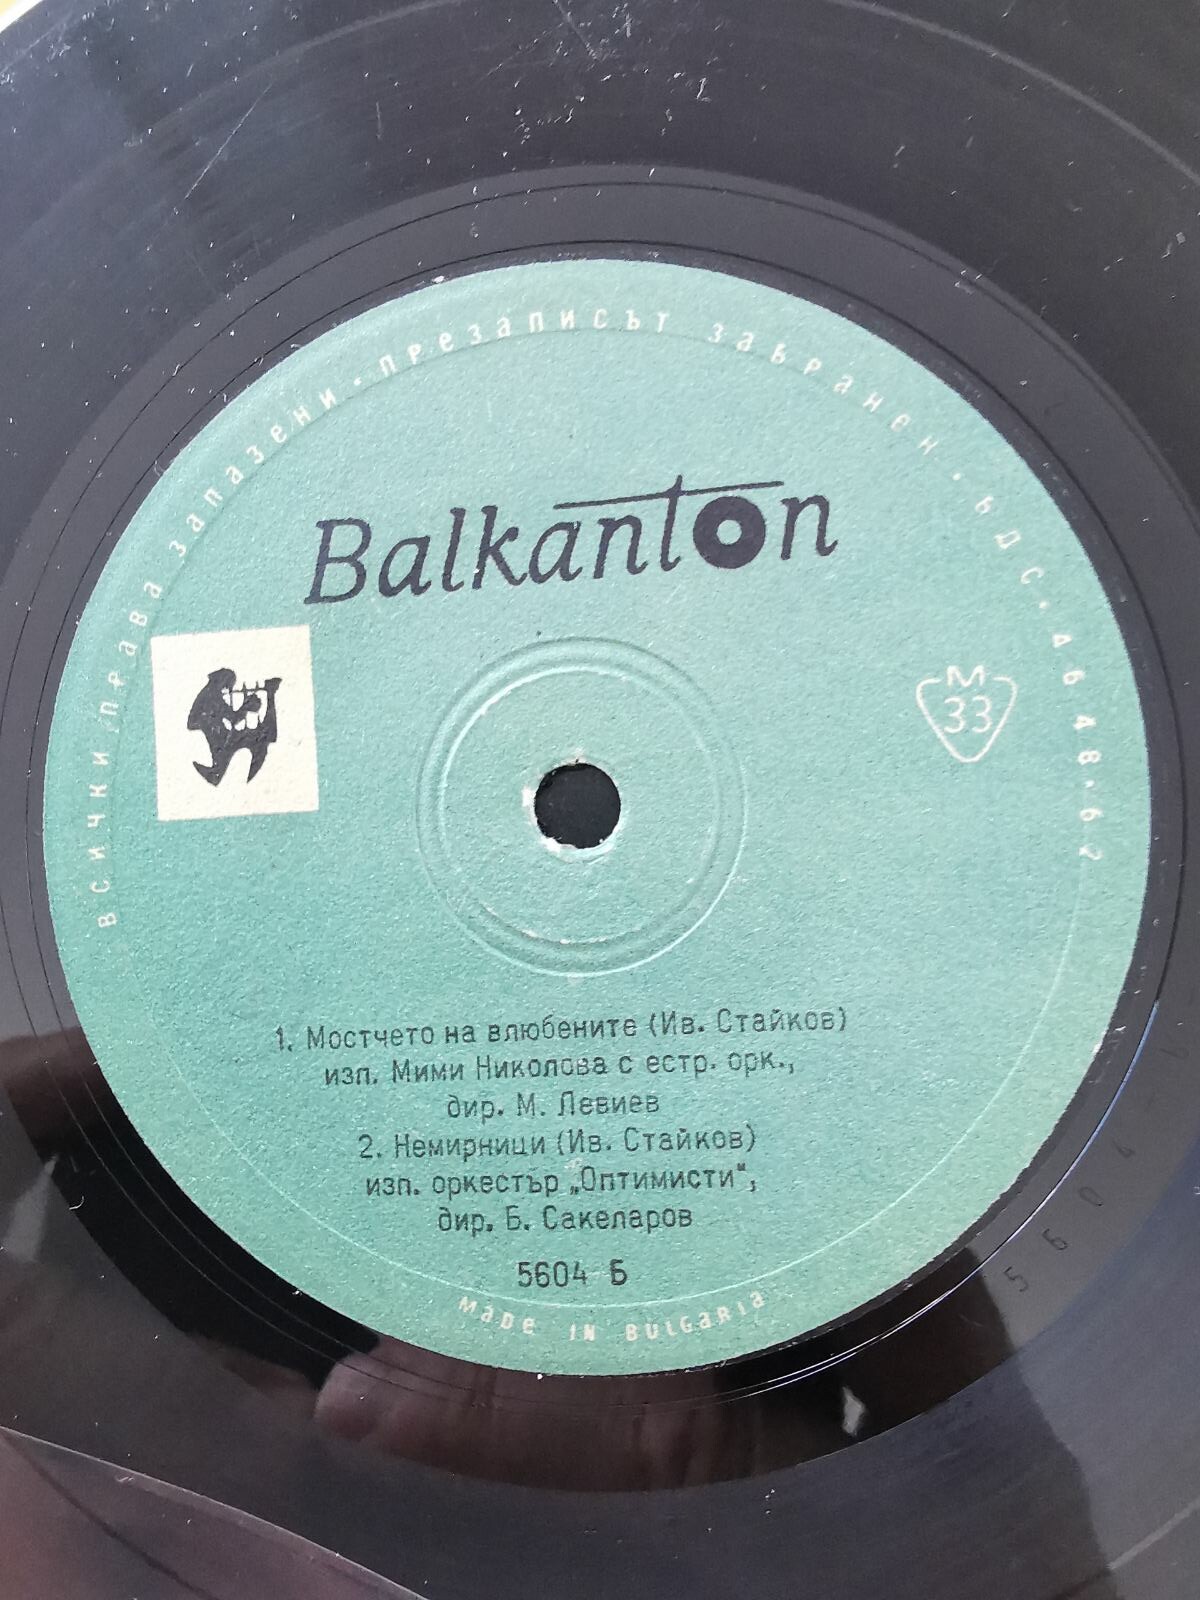 ВСИЧКИ ПРАВА ЗАПАЗЕНИ · ПРЕЗАПИСЪТ ЗАБРАНЕН · БДС · 4648·62
Balkanton
М
33
1. Мостчето на влюбените (Ив. Стайков)
изп. Мими Николова с естр. орк.,
дир. М. Левиев
2. Немирници (Ив. Стайков)
изп. оркестър „Оптимисти",
дир. Б. Сакеларов
5604 Б
MADE IN BULGARIA